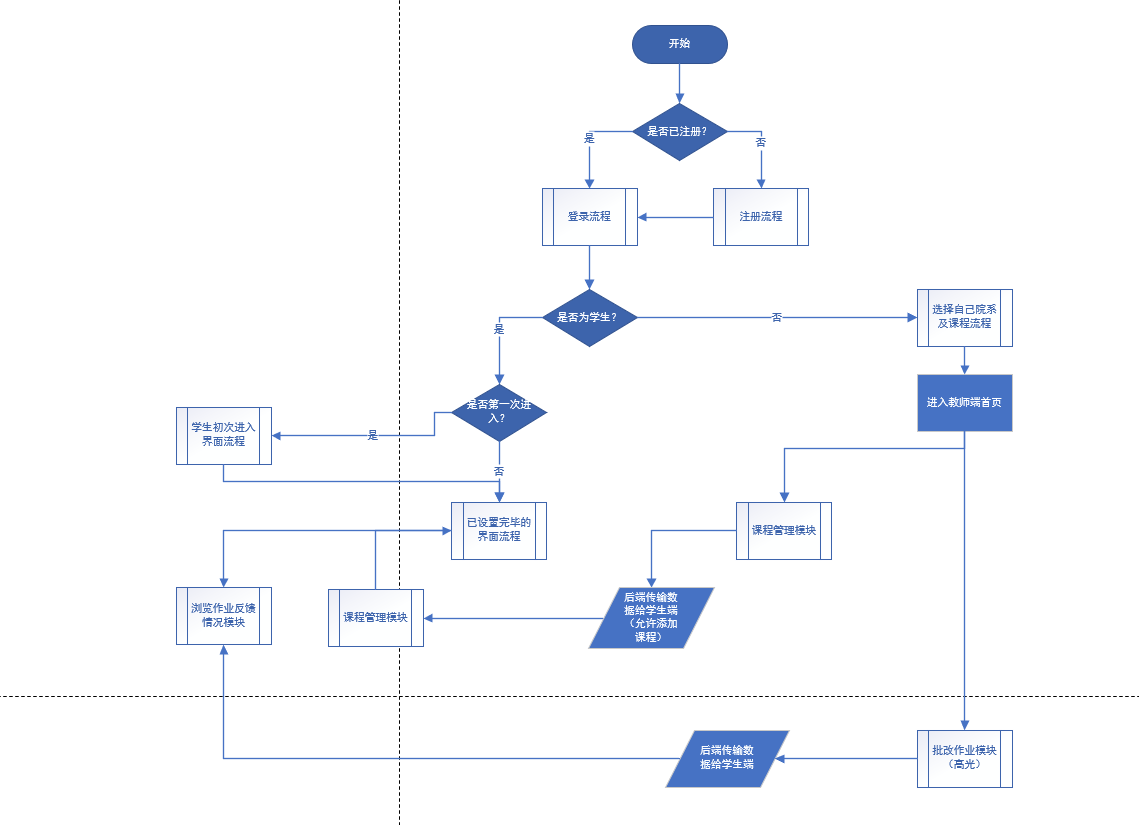 开始
是否已注册？
是
否
登录流程
注册流程
是否为学生？
是
否
选择自己院系
及课程流程
进入教师端首页
是否第一次进
入？
学生初次进入
界面流程
是
否
已设置完毕的
界面流程
课程管理模块
浏览作业反馈
情况模块
课程管理模块
后端传输数
据给学生端
（允许添加
课程）
后端传输数
据给学生端
批改作业模块
（高光）